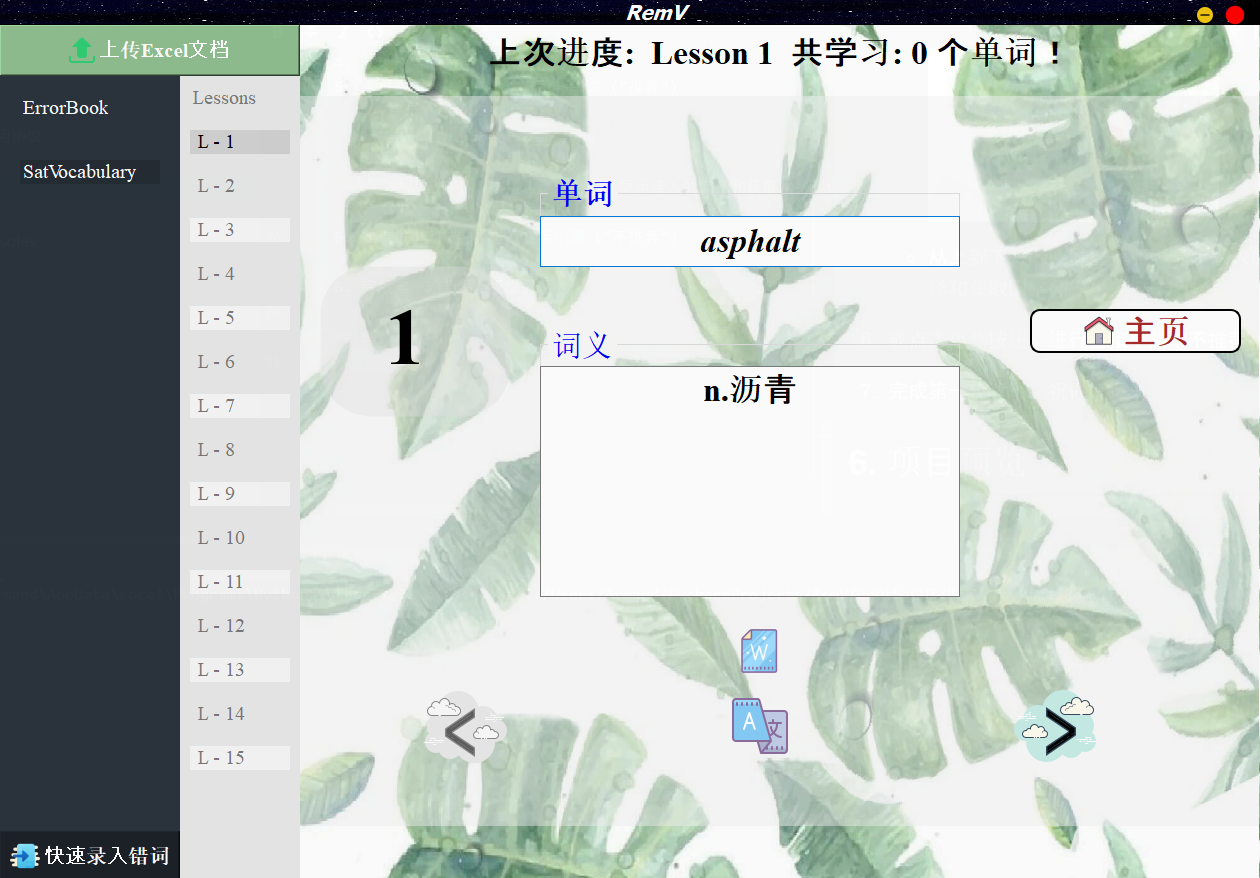 RemV
上传Excel文档
上次进度: Lesson 1 共学习: 0 个单词 !
ErrorBook
SatVocabulary
Lessons
L - 1
L - 2
L - 3
L - 4
L - 5
L - 6
L - 7
L - 8
L - 9
L - 10
L - 11
L - 12
L - 13
L - 14
L - 15
单词
asphalt
1
主页
词义
n.沥青
6. 项目
W
A 文
<
>
快速录入错词